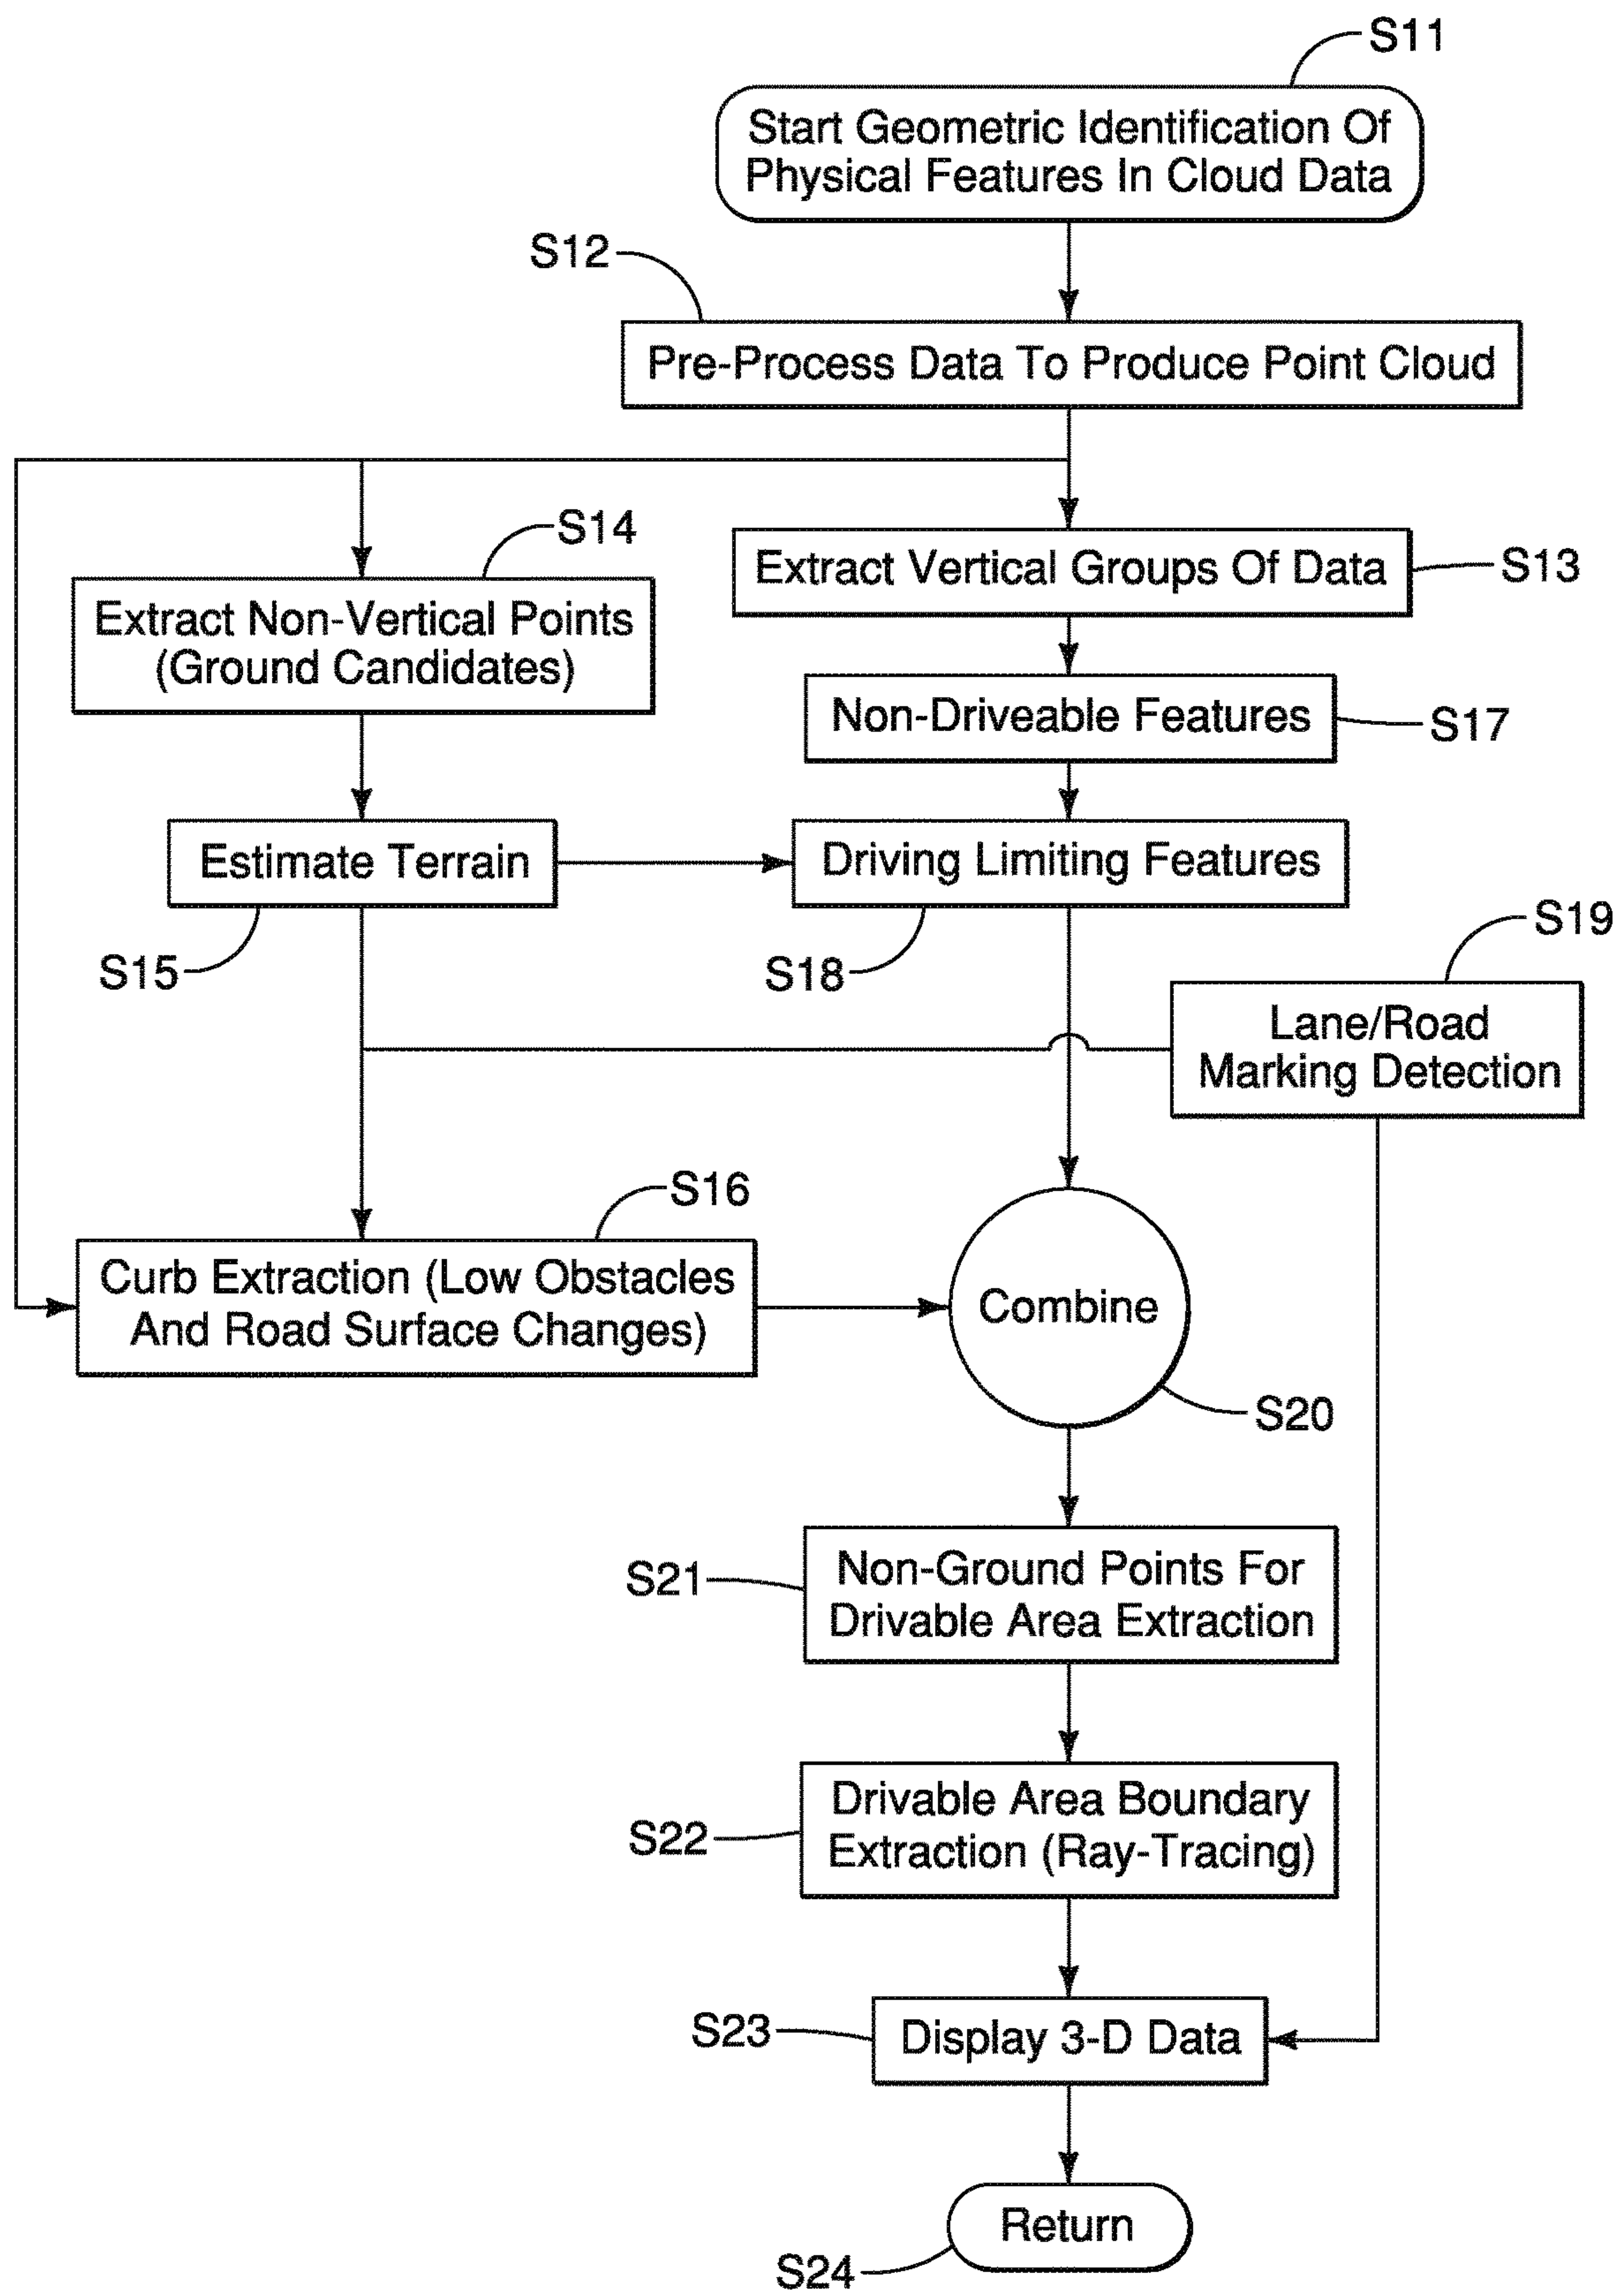 S11
Start Geometric Identification Of
Physical Features In Cloud Data
S12
Pre-Process Data To Produce Point Cloud
S14
Extract Non-Vertical Points
(Ground Candidates)
Extract Vertical Groups Of Data
S13
Non-Driveable Features
S17
Estimate Terrain
S15
Driving Limiting Features
S18
S19
Lane/Road
Marking Detection
S16
Curb Extraction (Low Obstacles
And Road Surface Changes)
Combine
S20
S21
Non-Ground Points For
Drivable Area Extraction
S22
Drivable Area Boundary
Extraction (Ray-Tracing)
S23
Display 3-D Data
Return
S24